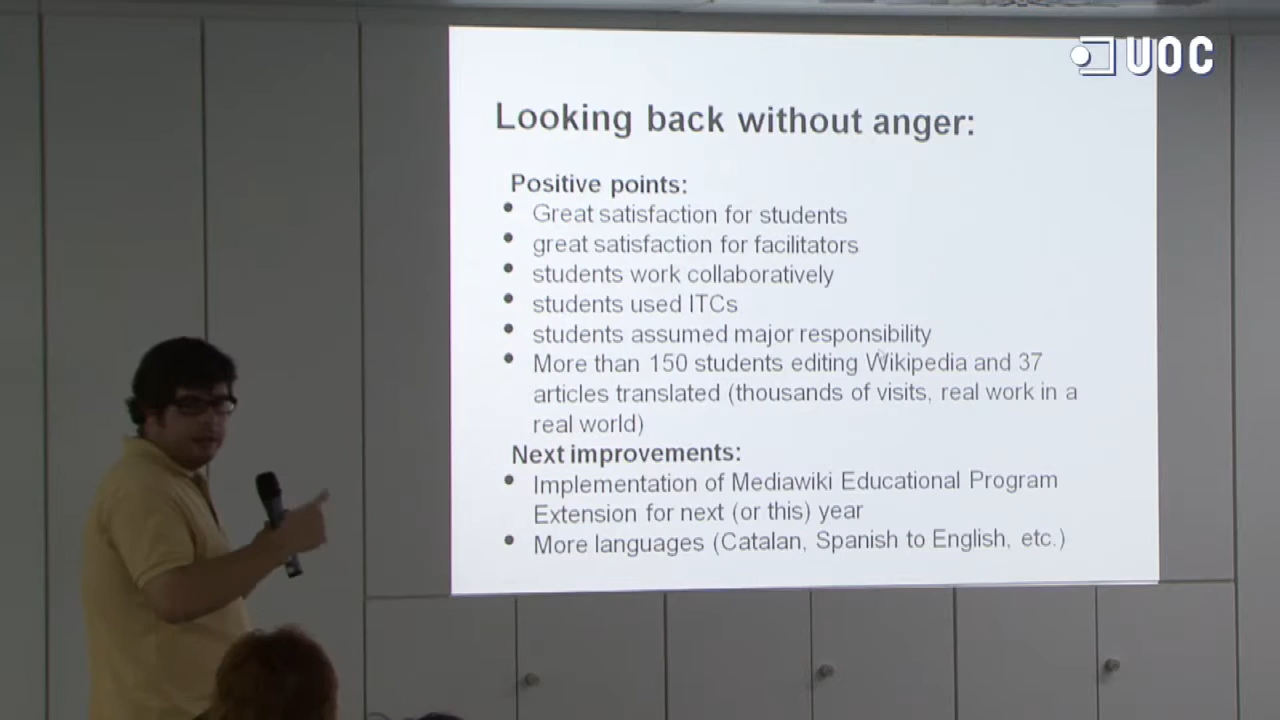 UOC
Looking back without anger:
Positive points:
Great satisfaction for students
great satisfaction for facilitators
students work collaboratively
students used ITCs
students assumed major responsibility
More than 150 students editing Wikipedia and 37
articles translated (thousands of visits, real work in a
real world)
Next improvements:
Implementation of Mediawiki Educational Program
Extension for next (or this) year
More languages (Catalan, Spanish to English, etc.)